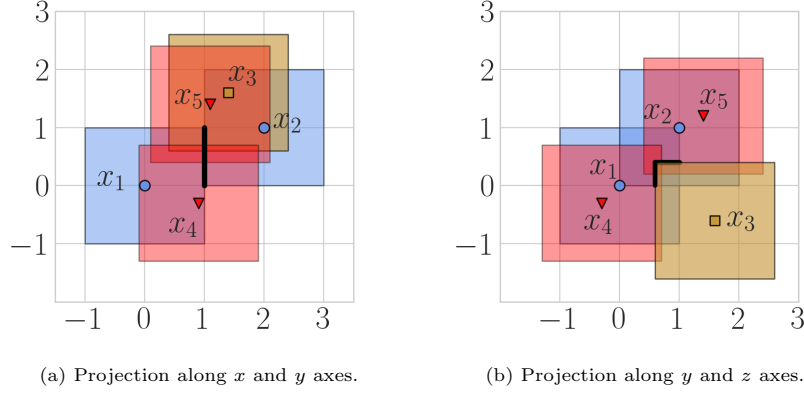 3
2
1
0
−1
x₁
x₂
x₃
x₄
x₅
−1 0 1 2 3
(a) Projection along x and y axes.
3
2
1
0
−1
x₁
x₂
x₃
x₄
x₅
−1 0 1 2 3
(b) Projection along y and z axes.